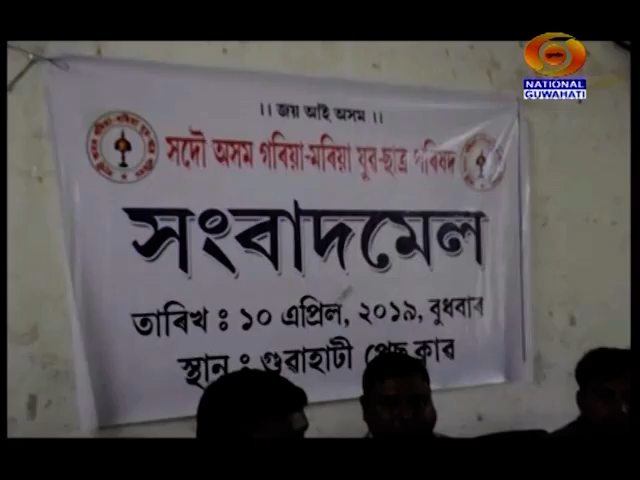 NATIONAL
GUWAHATI
।। জয় আই অসম ।।
সদৌ অসম গৰিয়া-মৰিয়া যুৱ-ছাত্ৰ পৰিষদ
সংবাদমেল
তাৰিখ : ১০ এপ্ৰিল, ২০১৯, বুধবাৰ
স্থান : গুৱাহাটী প্ৰেছ ক্লাৱ